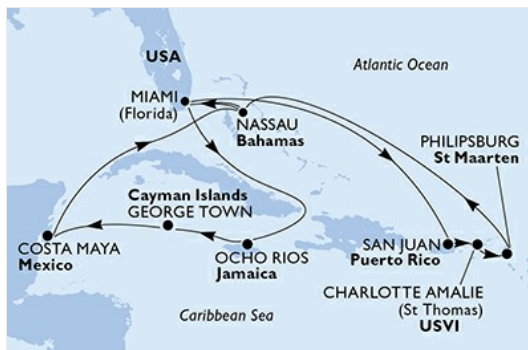 USA
Atlantic Ocean
MIAMI
(Florida)
NASSAU
Bahamas
PHILIPSBURG
St Maarten
Cayman Islands
GEORGE TOWN
COSTA MAYA
Mexico
OCHO RIOS
Jamaica
SAN JUAN
Puerto Rico
CHARLOTTE AMALIE
(St Thomas)
USVI
Caribbean Sea